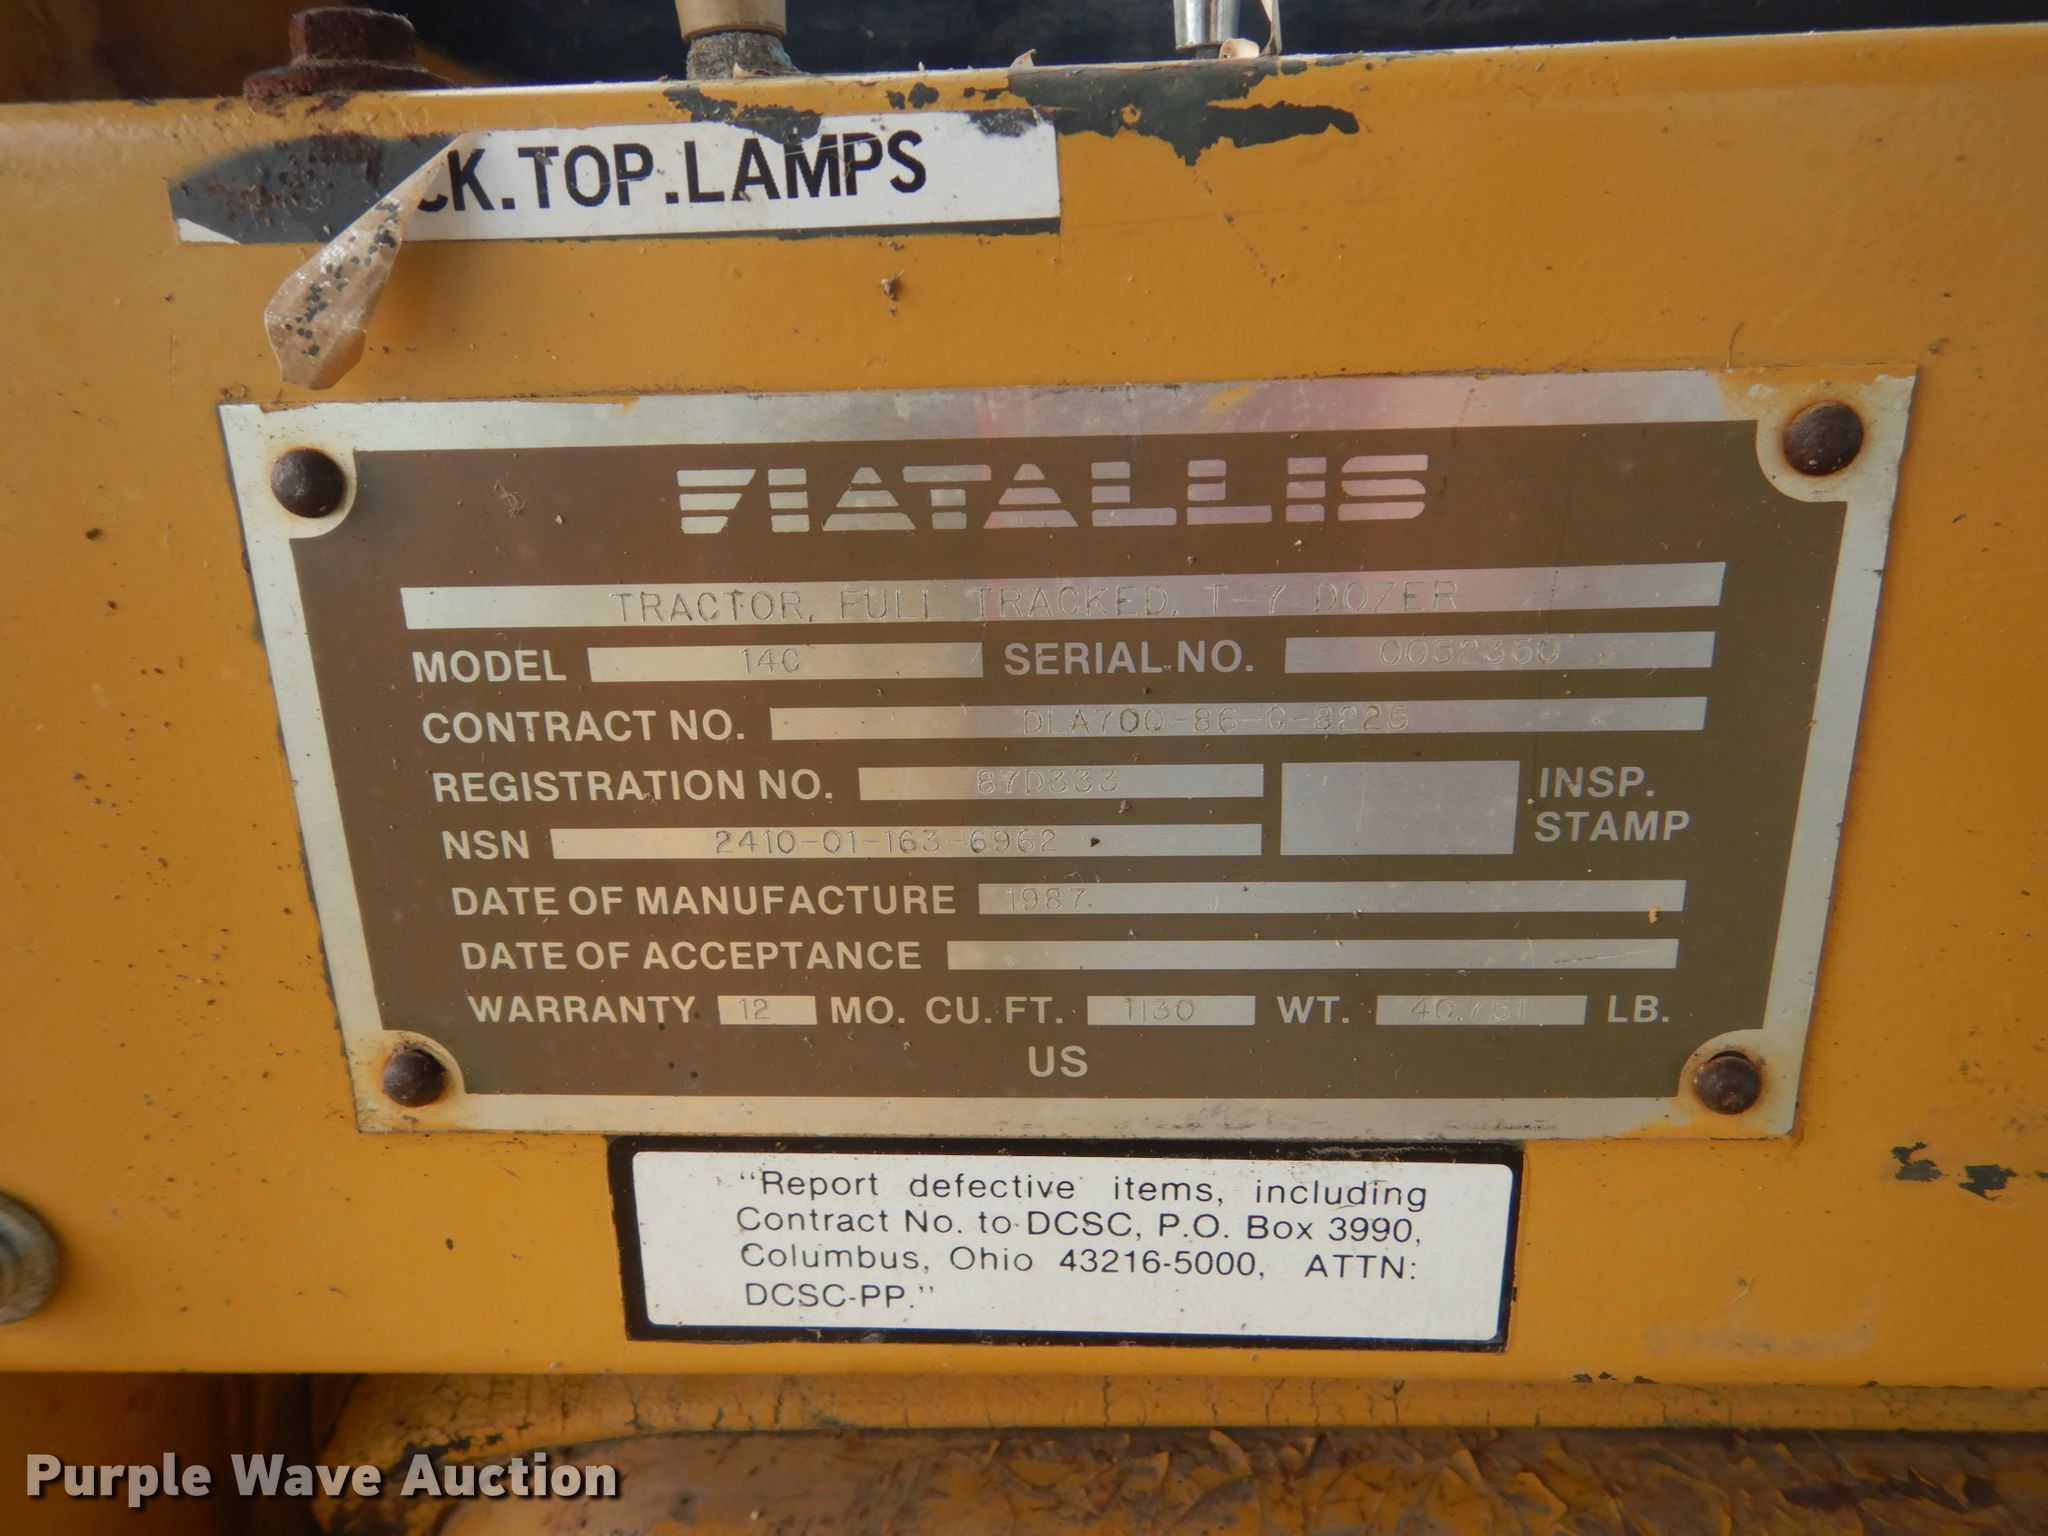 CK.TOP.LAMPS
FIATALLIS
TRACTOR, FULL TRACKED, T-7 DOZER
MODEL 14C SERIAL NO. 0052350
CONTRACT NO. DLA700-86-C-8225
REGISTRATION NO. 87D333
INSP. STAMP
NSN 2410-01-163-6962
DATE OF MANUFACTURE 1987
DATE OF ACCEPTANCE
WARRANTY 12 MO. CU. FT. 1130 WT. 40,751 LB.
US
"Report defective items, including
Contract No. to DCSC, P.O. Box 3990,
Columbus, Ohio 43216-5000, ATTN:
DCSC-PP."
Purple Wave Auction